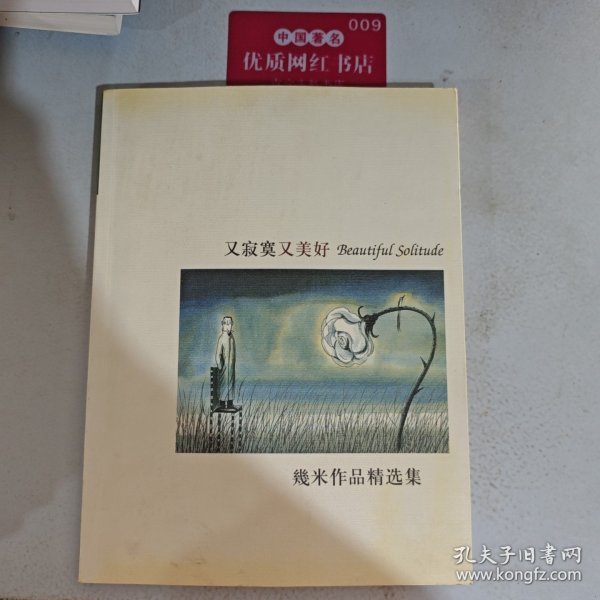 009
中国著名
优质网红书店
又寂寞又美好 Beautiful Solitude
幾米作品精选集
孔夫子旧书网
www.kongfz.com